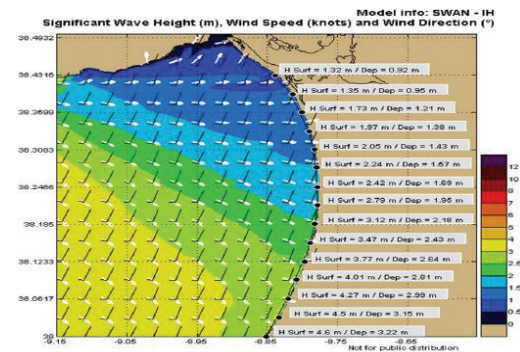 Model info: SWAN - IH
Significant Wave Height (m), Wind Speed (knots) and Wind Direction (°)
38.4932
38.4316
38.3699
38.3083
38.2466
38.195
38.1233
38.0617
38
-9.15
-9.05
-8.95
-8.85
-8.75
-8.65
H Surf = 1.32 m / Dep = 0.92 m
H Surf = 1.35 m / Dep = 0.95 m
H Surf = 1.73 m / Dep = 1.21 m
H Surf = 1.97 m / Dep = 1.38 m
H Surf = 2.05 m / Dep = 1.43 m
H Surf = 2.24 m / Dep = 1.57 m
H Surf = 2.42 m / Dep = 1.69 m
H Surf = 2.79 m / Dep = 1.95 m
H Surf = 3.12 m / Dep = 2.18 m
H Surf = 3.47 m / Dep = 2.43 m
H Surf = 3.77 m / Dep = 2.64 m
H Surf = 4.01 m / Dep = 2.81 m
H Surf = 4.27 m / Dep = 2.99 m
H Surf = 4.5 m / Dep = 3.15 m
H Surf = 4.6 m / Dep = 3.22 m
12
10
9
8
7
6
5
4
3
2.5
2
1.5
1
0.5
0
Not for public distribution